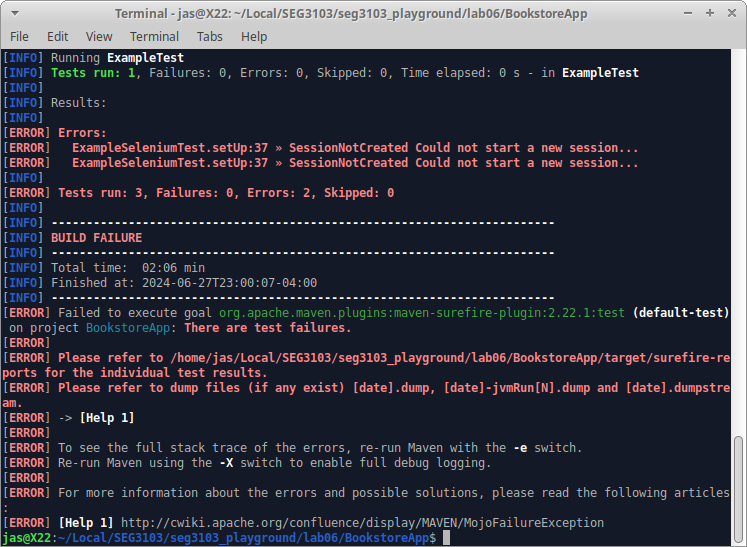 Terminal - jas@X22: ~/Local/SEG3103/seg3103_playground/lab06/BookstoreApp
File Edit View Terminal Tabs Help
[INFO] Running ExampleTest
[INFO] Tests run: 1, Failures: 0, Errors: 0, Skipped: 0, Time elapsed: 0 s - in ExampleTest
[INFO]
[INFO] Results:
[INFO]
[ERROR] Errors:
[ERROR]   ExampleSeleniumTest.setUp:37 » SessionNotCreated Could not start a new session...
[ERROR]   ExampleSeleniumTest.setUp:37 » SessionNotCreated Could not start a new session...
[INFO]
[ERROR] Tests run: 3, Failures: 0, Errors: 2, Skipped: 0
[INFO]
[INFO] ------------------------------------------------------------------------
[INFO] BUILD FAILURE
[INFO] ------------------------------------------------------------------------
[INFO] Total time:  02:06 min
[INFO] Finished at: 2024-06-27T23:00:07-04:00
[INFO] ------------------------------------------------------------------------
[ERROR] Failed to execute goal org.apache.maven.plugins:maven-surefire-plugin:2.22.1:test (default-test)
 on project BookstoreApp: There are test failures.
[ERROR]
[ERROR] Please refer to /home/jas/Local/SEG3103/seg3103_playground/lab06/BookstoreApp/target/surefire-re
ports for the individual test results.
[ERROR] Please refer to dump files (if any exist) [date].dump, [date]-jvmRun[N].dump and [date].dumpstre
am.
[ERROR] -> [Help 1]
[ERROR]
[ERROR] To see the full stack trace of the errors, re-run Maven with the -e switch.
[ERROR] Re-run Maven using the -X switch to enable full debug logging.
[ERROR]
[ERROR] For more information about the errors and possible solutions, please read the following articles
:
[ERROR] [Help 1] http://cwiki.apache.org/confluence/display/MAVEN/MojoFailureException
jas@X22:~/Local/SEG3103/seg3103_playground/lab06/BookstoreApp$